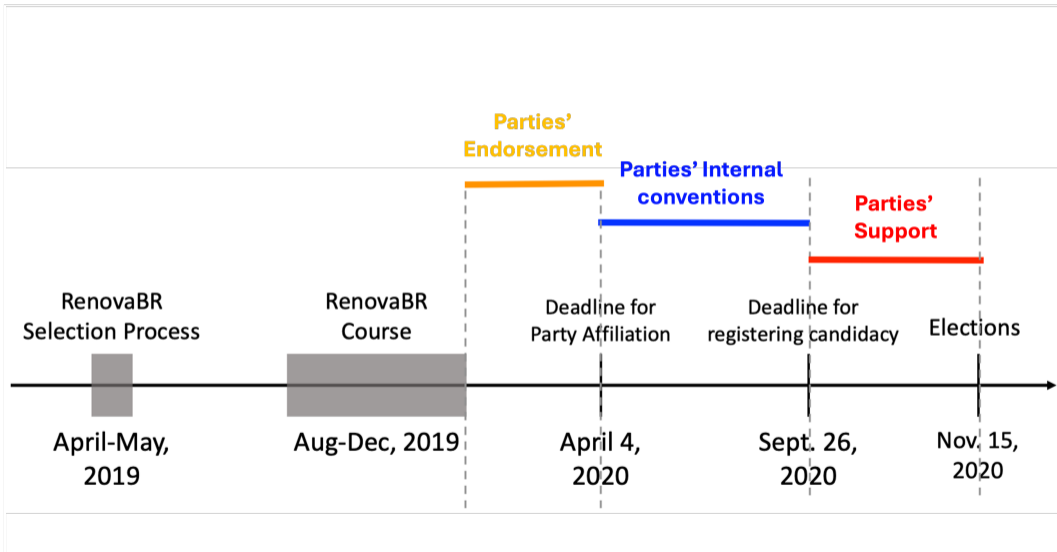 Parties'
Endorsement
Parties' Internal
conventions
Parties'
Support
RenovaBR
Selection Process
RenovaBR
Course
Deadline for
Party Affiliation
Deadline for
registering candidacy
Elections
April-May,
2019
Aug-Dec, 2019
April 4,
2020
Sept. 26,
2020
Nov. 15,
2020